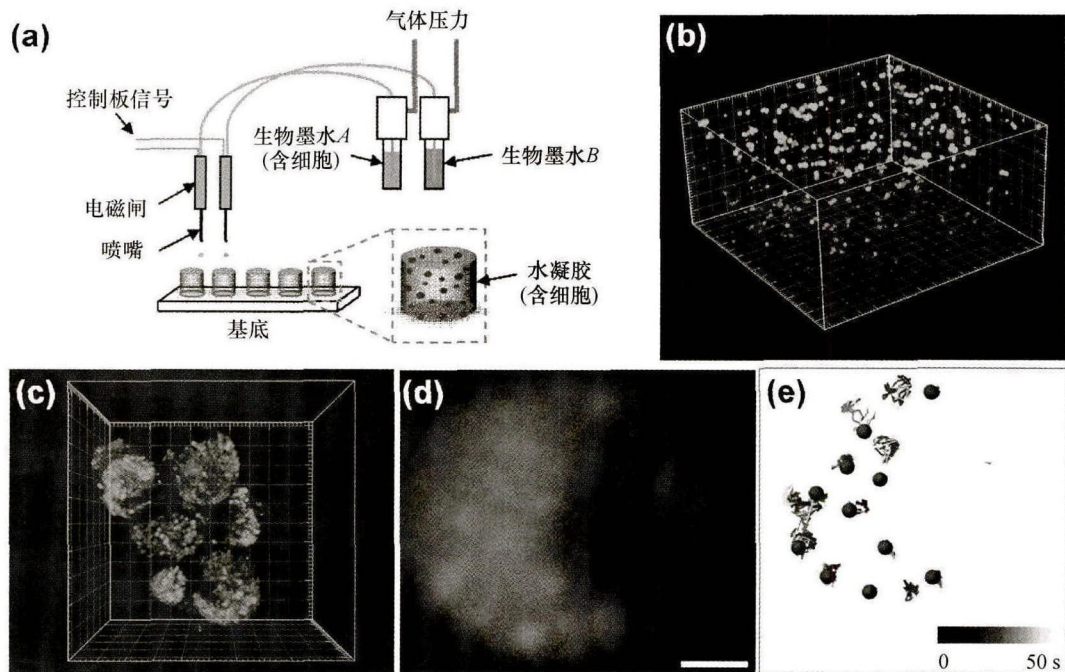 (a)
气体压力
控制板信号
生物墨水A
(含细胞)
生物墨水B
电磁闸
喷嘴
水凝胶
(含细胞)
基底
(b)
(c)
(d)
(e)
0 50 s